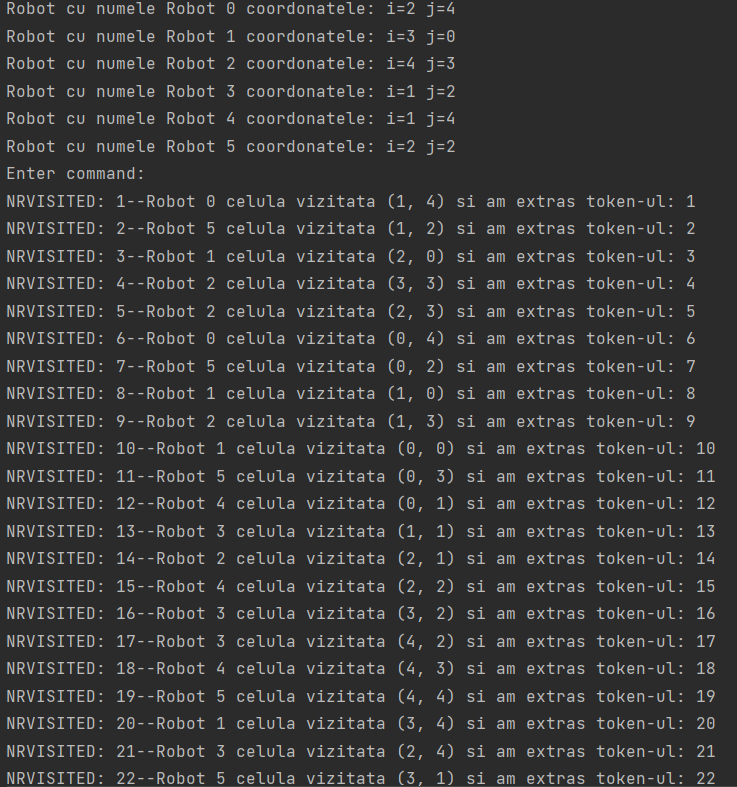 Robot cu numele Robot 0 coordonatele: i=2 j=4
Robot cu numele Robot 1 coordonatele: i=3 j=0
Robot cu numele Robot 2 coordonatele: i=4 j=3
Robot cu numele Robot 3 coordonatele: i=1 j=2
Robot cu numele Robot 4 coordonatele: i=1 j=4
Robot cu numele Robot 5 coordonatele: i=2 j=2
Enter command:
NRVISITED: 1--Robot 0 celula vizitata (1, 4) si am extras token-ul: 1
NRVISITED: 2--Robot 5 celula vizitata (1, 2) si am extras token-ul: 2
NRVISITED: 3--Robot 1 celula vizitata (2, 0) si am extras token-ul: 3
NRVISITED: 4--Robot 2 celula vizitata (3, 3) si am extras token-ul: 4
NRVISITED: 5--Robot 2 celula vizitata (2, 3) si am extras token-ul: 5
NRVISITED: 6--Robot 0 celula vizitata (0, 4) si am extras token-ul: 6
NRVISITED: 7--Robot 5 celula vizitata (0, 2) si am extras token-ul: 7
NRVISITED: 8--Robot 1 celula vizitata (1, 0) si am extras token-ul: 8
NRVISITED: 9--Robot 2 celula vizitata (1, 3) si am extras token-ul: 9
NRVISITED: 10--Robot 1 celula vizitata (0, 0) si am extras token-ul: 10
NRVISITED: 11--Robot 5 celula vizitata (0, 3) si am extras token-ul: 11
NRVISITED: 12--Robot 4 celula vizitata (0, 1) si am extras token-ul: 12
NRVISITED: 13--Robot 3 celula vizitata (1, 1) si am extras token-ul: 13
NRVISITED: 14--Robot 2 celula vizitata (2, 1) si am extras token-ul: 14
NRVISITED: 15--Robot 4 celula vizitata (2, 2) si am extras token-ul: 15
NRVISITED: 16--Robot 3 celula vizitata (3, 2) si am extras token-ul: 16
NRVISITED: 17--Robot 3 celula vizitata (4, 2) si am extras token-ul: 17
NRVISITED: 18--Robot 4 celula vizitata (4, 3) si am extras token-ul: 18
NRVISITED: 19--Robot 5 celula vizitata (4, 4) si am extras token-ul: 19
NRVISITED: 20--Robot 1 celula vizitata (3, 4) si am extras token-ul: 20
NRVISITED: 21--Robot 3 celula vizitata (2, 4) si am extras token-ul: 21
NRVISITED: 22--Robot 5 celula vizitata (3, 1) si am extras token-ul: 22